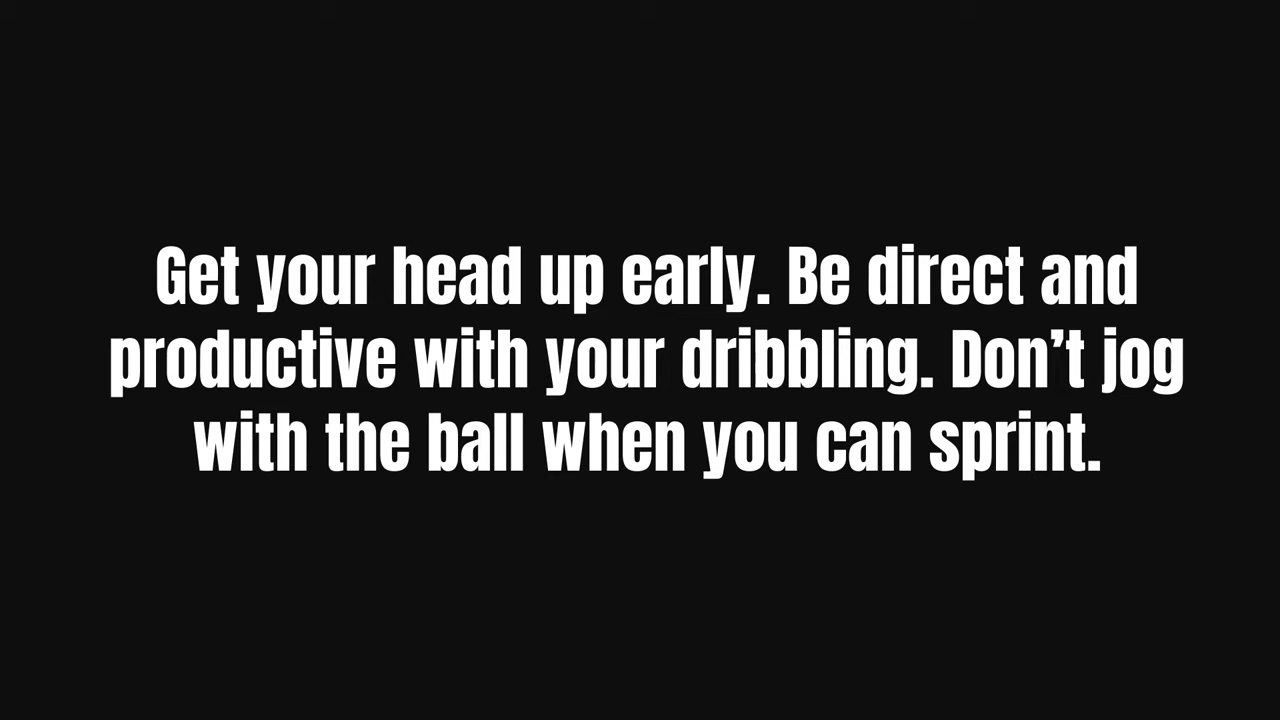 Get your head up early. Be direct and
productive with your dribbling. Don’t jog
with the ball when you can sprint.